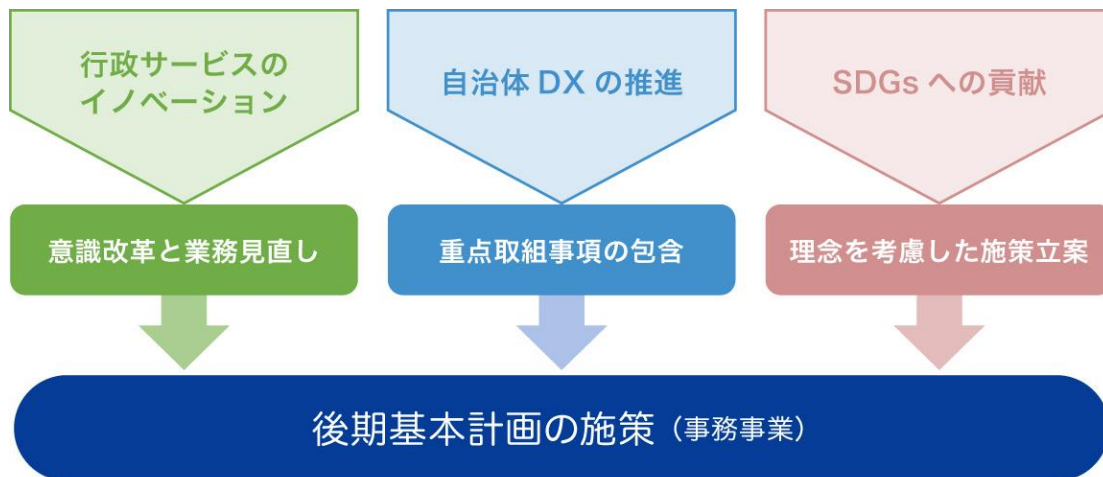 行政サービスの
イノベーション
自治体 DX の推進
SDGs への貢献
意識改革と業務見直し
重点取組事項の包含
理念を考慮した施策立案
後期基本計画の施策（事務事業）